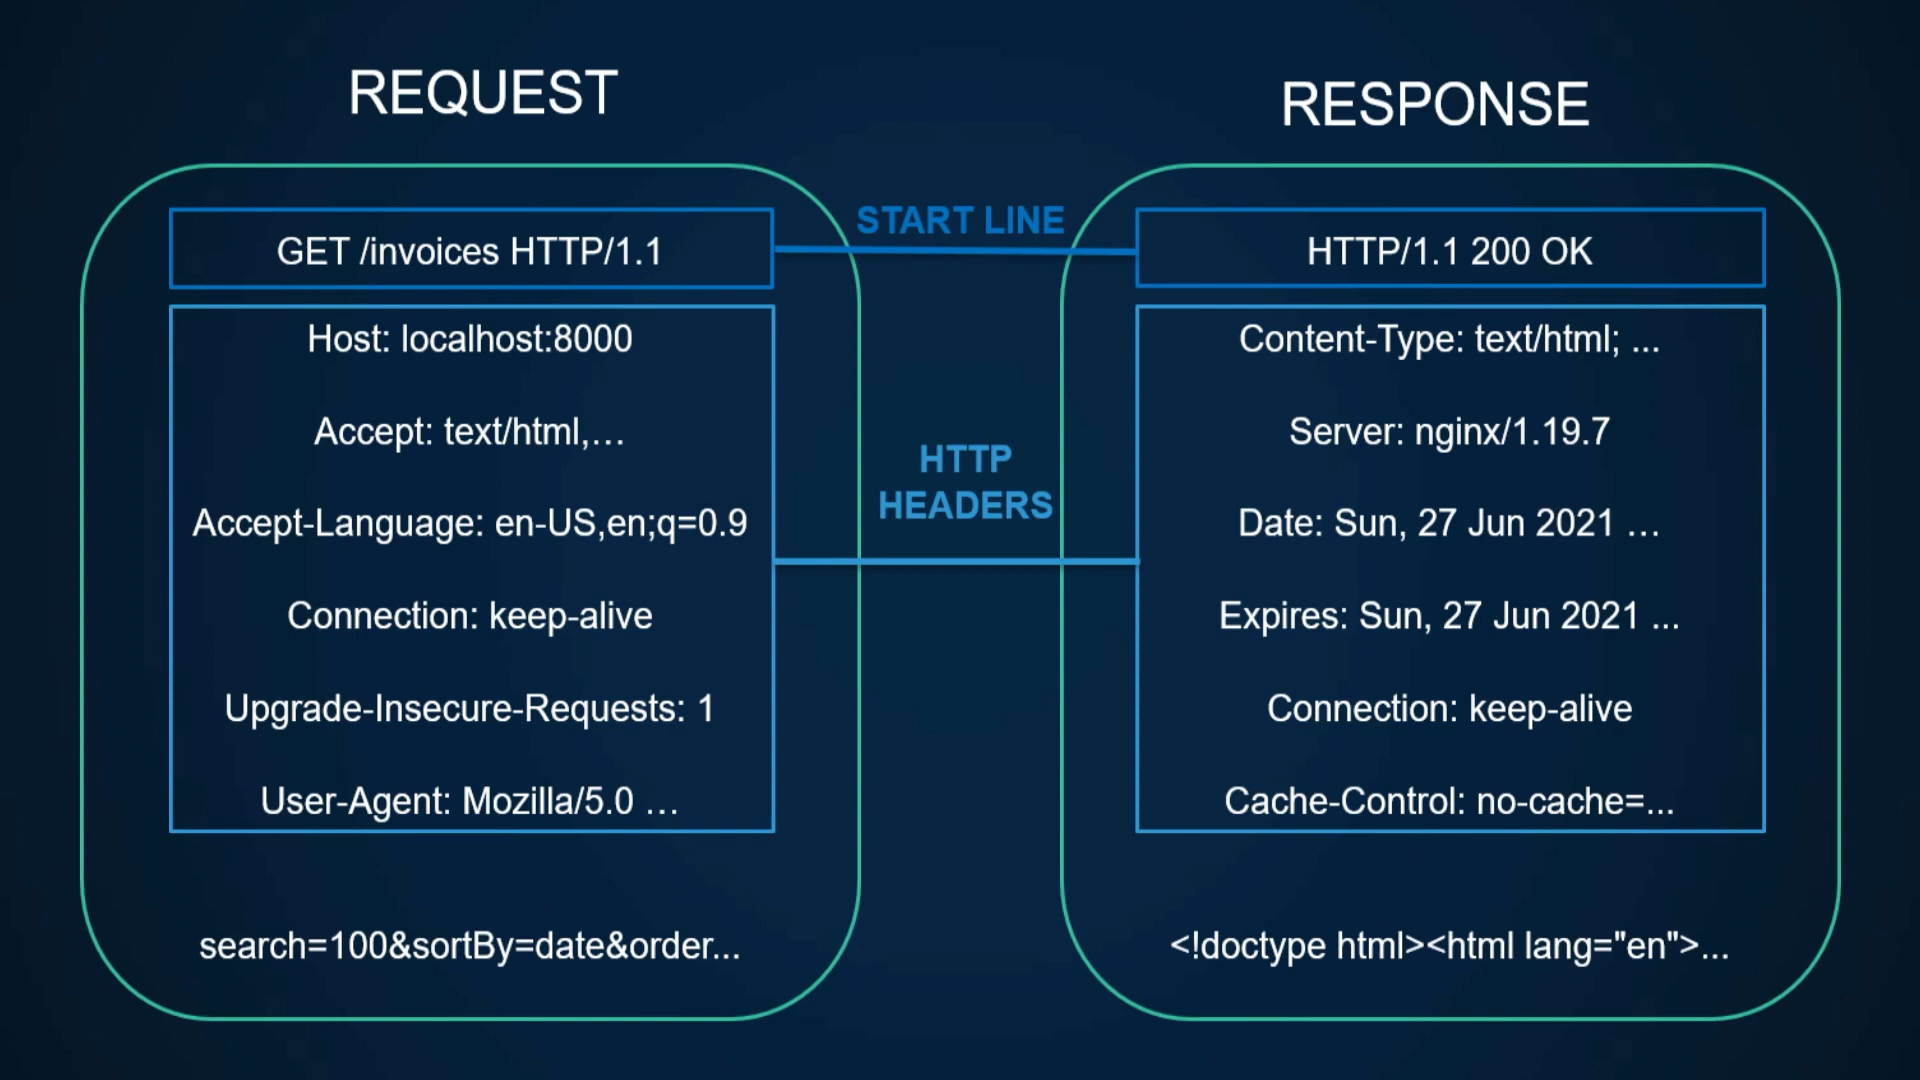 REQUEST
GET /invoices HTTP/1.1
Host: localhost:8000
Accept: text/html,…
Accept-Language: en-US,en;q=0.9
Connection: keep-alive
Upgrade-Insecure-Requests: 1
User-Agent: Mozilla/5.0 …
search=100&sortBy=date&order...
START LINE
HTTP
HEADERS
RESPONSE
HTTP/1.1 200 OK
Content-Type: text/html; ...
Server: nginx/1.19.7
Date: Sun, 27 Jun 2021 …
Expires: Sun, 27 Jun 2021 ...
Connection: keep-alive
Cache-Control: no-cache=...
<!doctype html><html lang="en">...